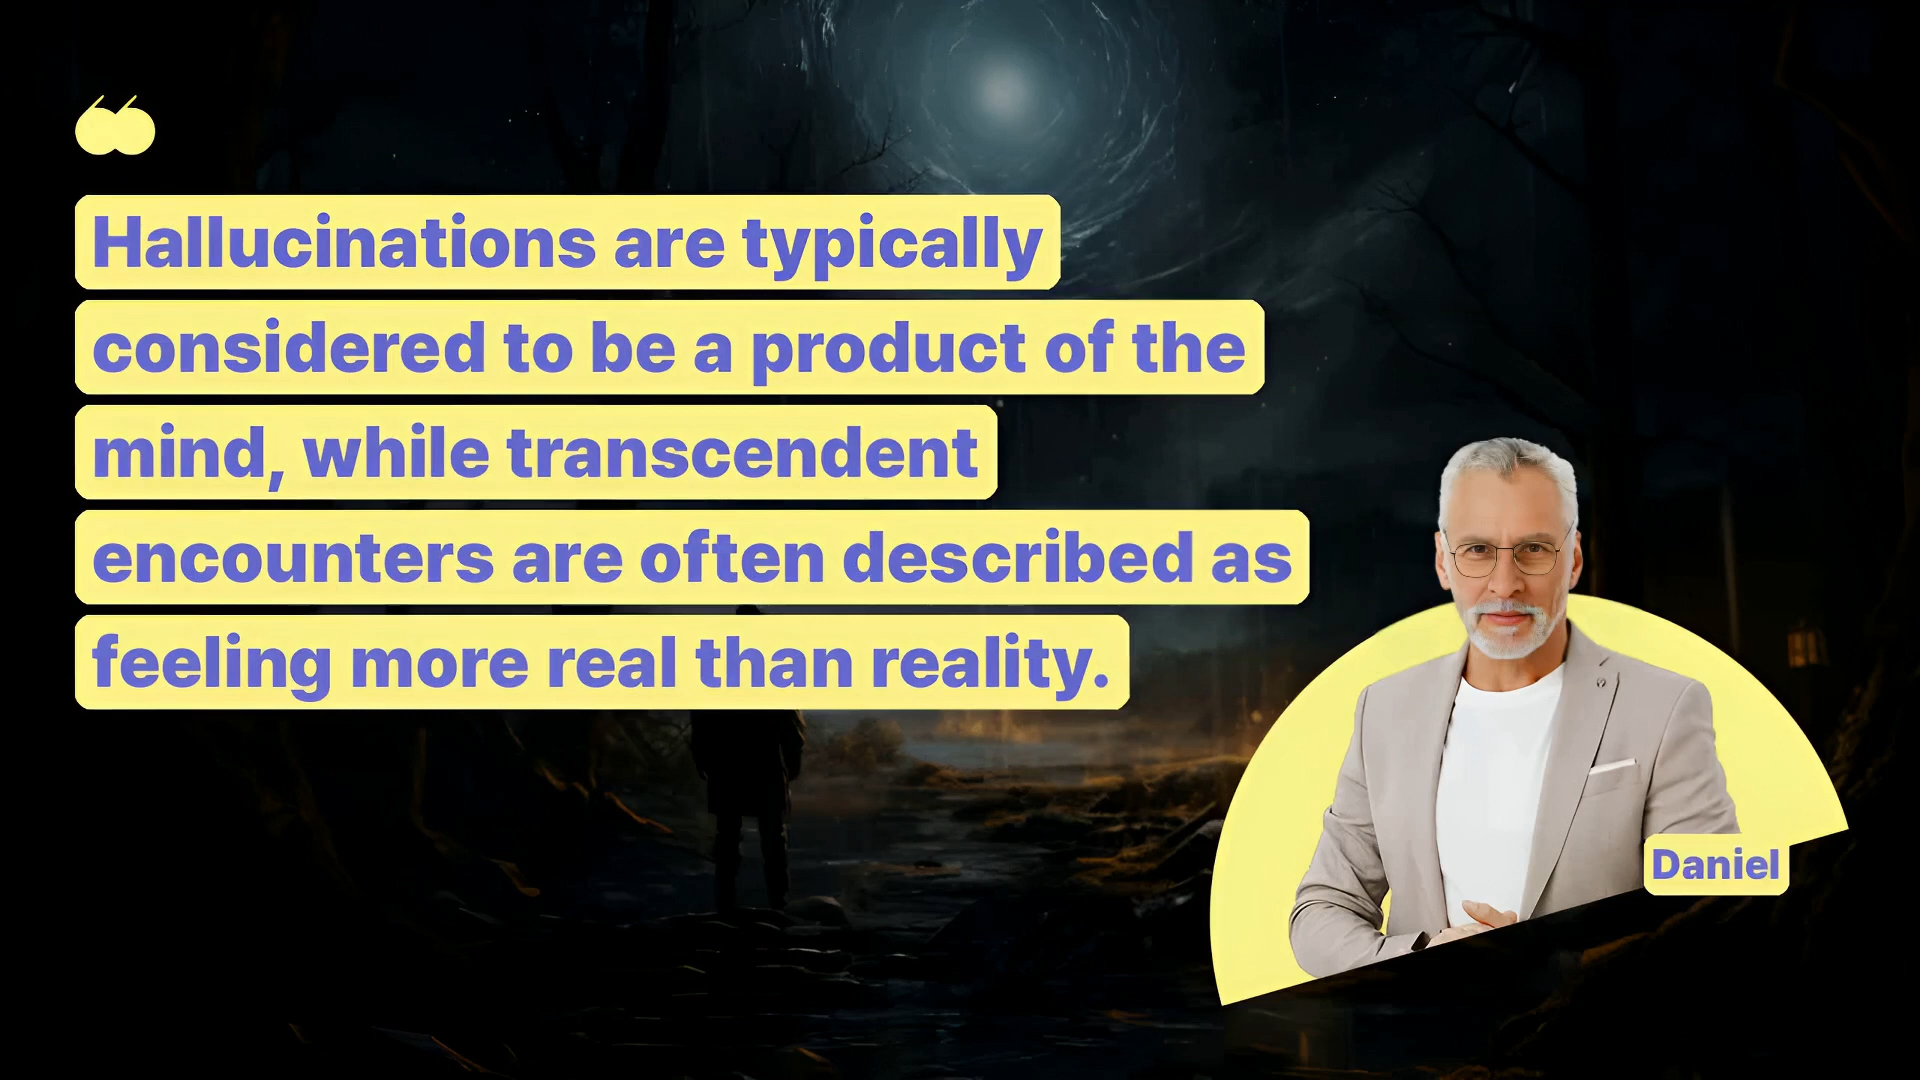 Hallucinations are typically
considered to be a product of the
mind, while transcendent
encounters are often described as
feeling more real than reality.
Daniel